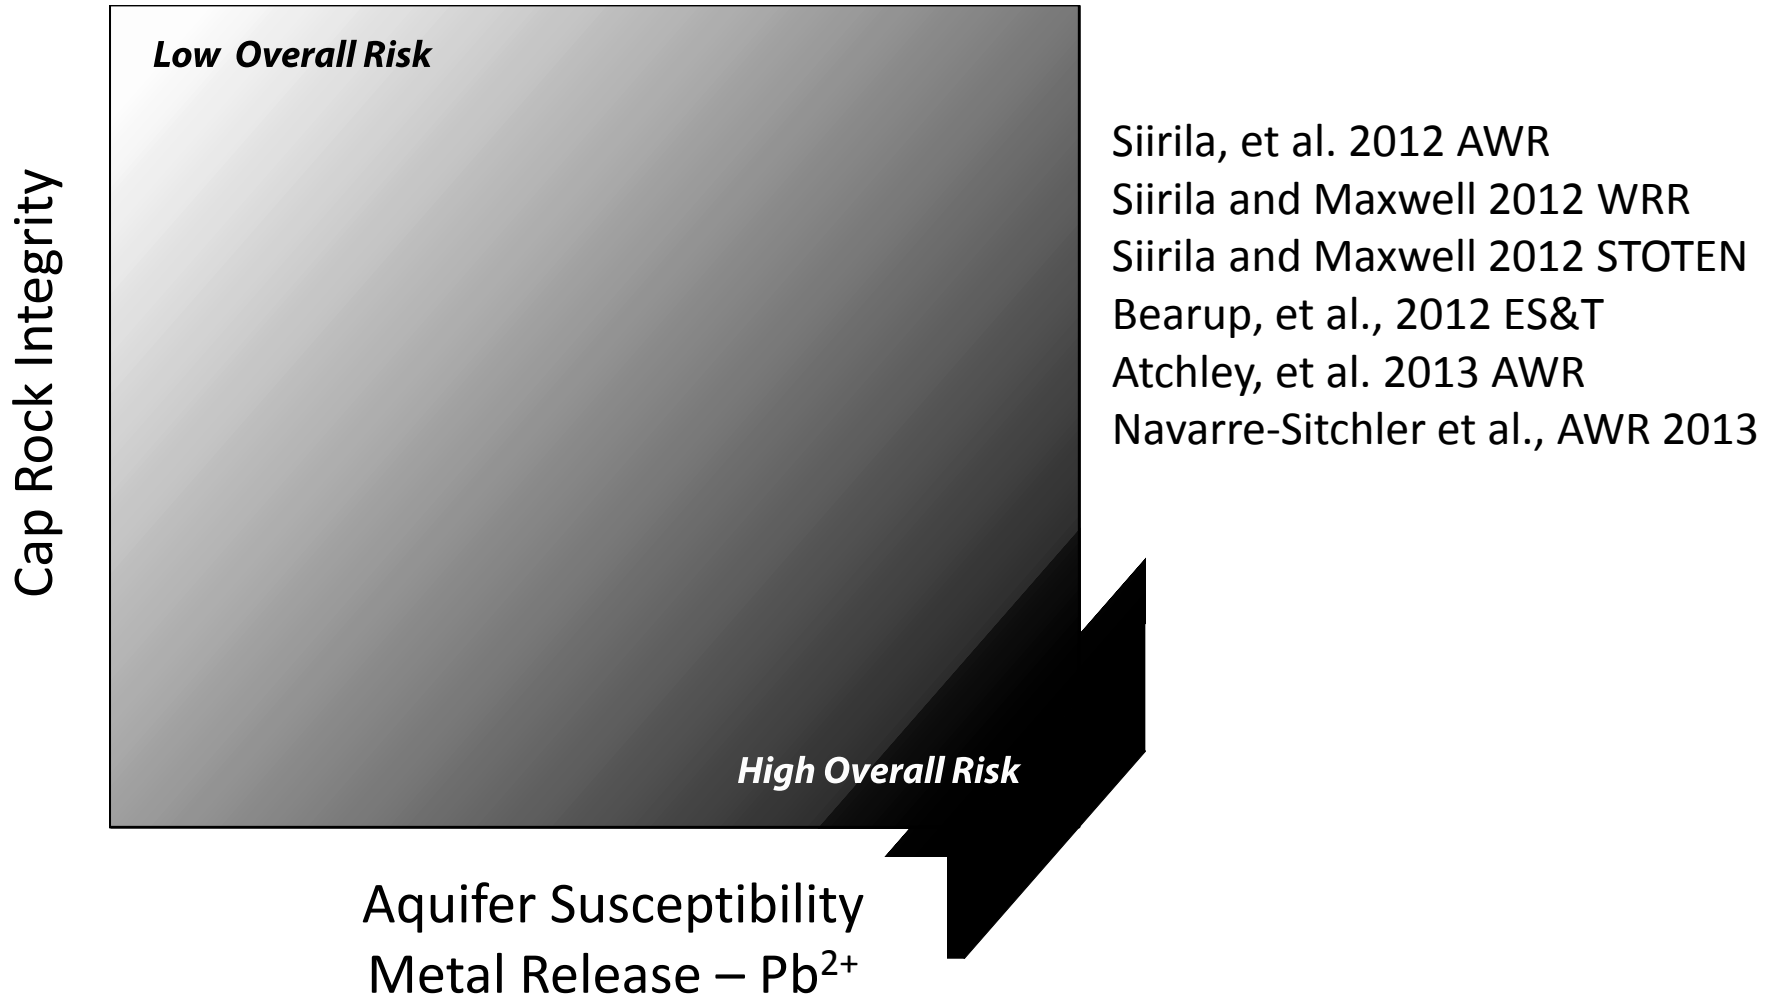 Low Overall Risk
Cap Rock Integrity
Siirila, et al. 2012 AWR
Siirila and Maxwell 2012 WRR
Siirila and Maxwell 2012 STOTEN
Bearup, et al., 2012 ES&T
Atchley, et al. 2013 AWR
Navarre-Sitchler et al., AWR 2013
High Overall Risk
Aquifer Susceptibility
Metal Release – Pb²⁺